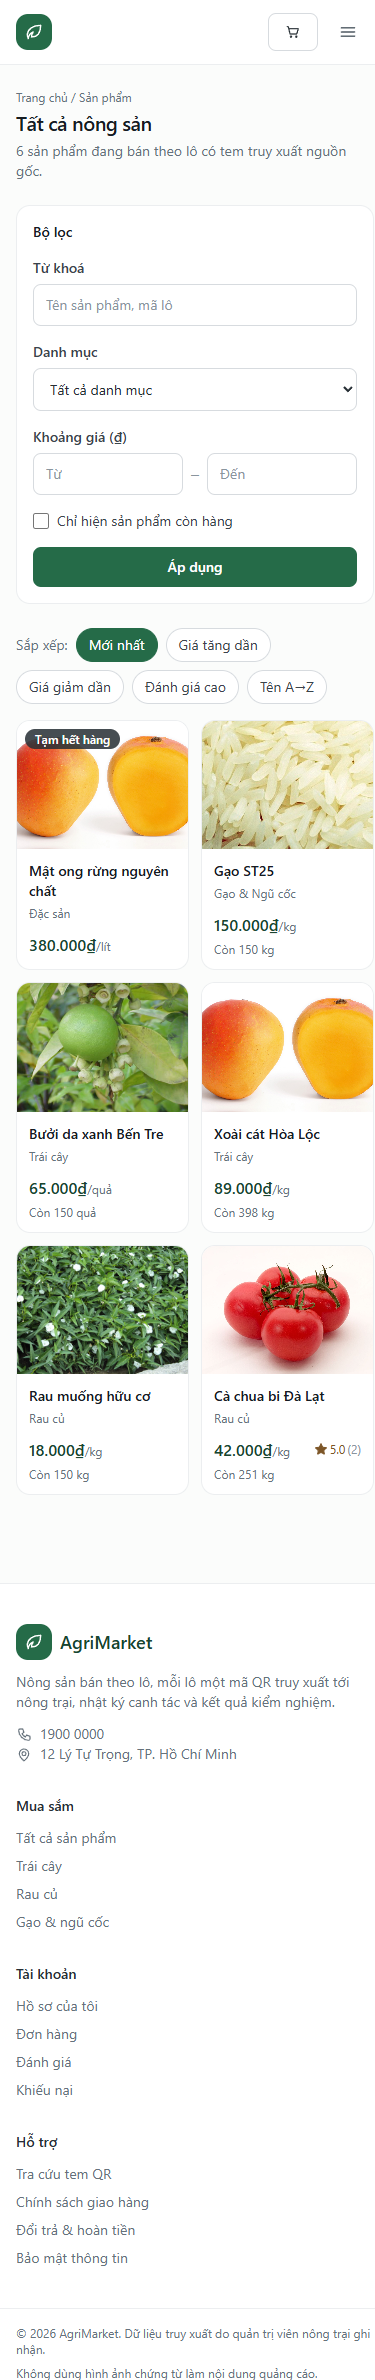 Trang chủ / Sản phẩm
Tất cả nông sản
6 sản phẩm đang bán theo lô có tem truy xuất nguồn
gốc.
Bộ lọc
Từ khoá
Tên sản phẩm, mã lô
Danh mục
Tất cả danh mục
Khoảng giá (₫)
Từ – Đến
Chỉ hiện sản phẩm còn hàng
Áp dụng
Sắp xếp: Mới nhất Giá tăng dần
Giá giảm dần Đánh giá cao Tên A→Z
Tạm hết hàng
Mật ong rừng nguyên
chất
Đặc sản
380.000₫/lít
Gạo ST25
Gạo & Ngũ cốc
150.000₫/kg
Còn 150 kg
Bưởi da xanh Bến Tre
Trái cây
65.000₫/quả
Còn 150 quả
Xoài cát Hòa Lộc
Trái cây
89.000₫/kg
Còn 398 kg
Rau muống hữu cơ
Rau củ
18.000₫/kg
Còn 150 kg
Cà chua bi Đà Lạt
Rau củ
42.000₫/kg ★ 5.0 (2)
Còn 251 kg
AgriMarket
Nông sản bán theo lô, mỗi lô một mã QR truy xuất tới
nông trại, nhật ký canh tác và kết quả kiểm nghiệm.
1900 0000
12 Lý Tự Trọng, TP. Hồ Chí Minh
Mua sắm
Tất cả sản phẩm
Trái cây
Rau củ
Gạo & ngũ cốc
Tài khoản
Hồ sơ của tôi
Đơn hàng
Đánh giá
Khiếu nại
Hỗ trợ
Tra cứu tem QR
Chính sách giao hàng
Đổi trả & hoàn tiền
Bảo mật thông tin
© 2026 AgriMarket. Dữ liệu truy xuất do quản trị viên nông trại ghi
nhận.
Không dùng hình ảnh chứng từ làm nội dung quảng cáo.